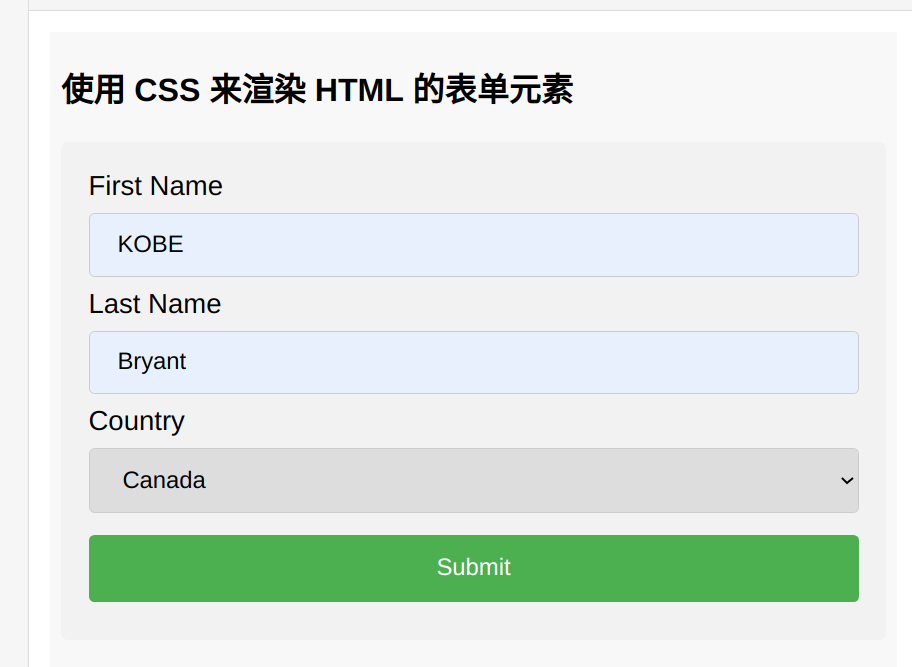 使用 CSS 来渲染 HTML 的表单元素
First Name
KOBE
Last Name
Bryant
Country
Canada
Submit